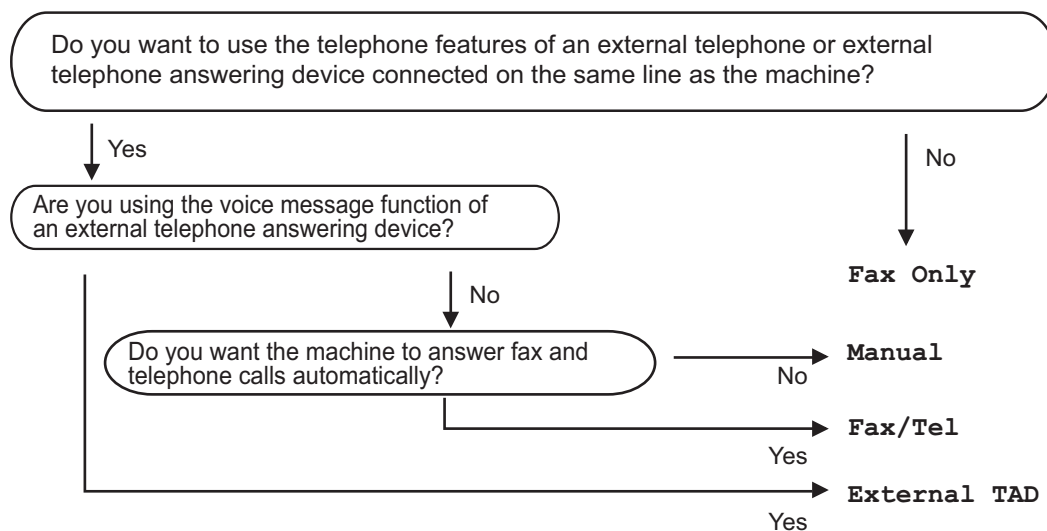 Do you want to use the telephone features of an external telephone or external
telephone answering device connected on the same line as the machine?
Yes
No
Are you using the voice message function of
an external telephone answering device?
Fax Only
No
Do you want the machine to answer fax and
telephone calls automatically?
Manual
No
Fax/Tel
Yes
External TAD
Yes